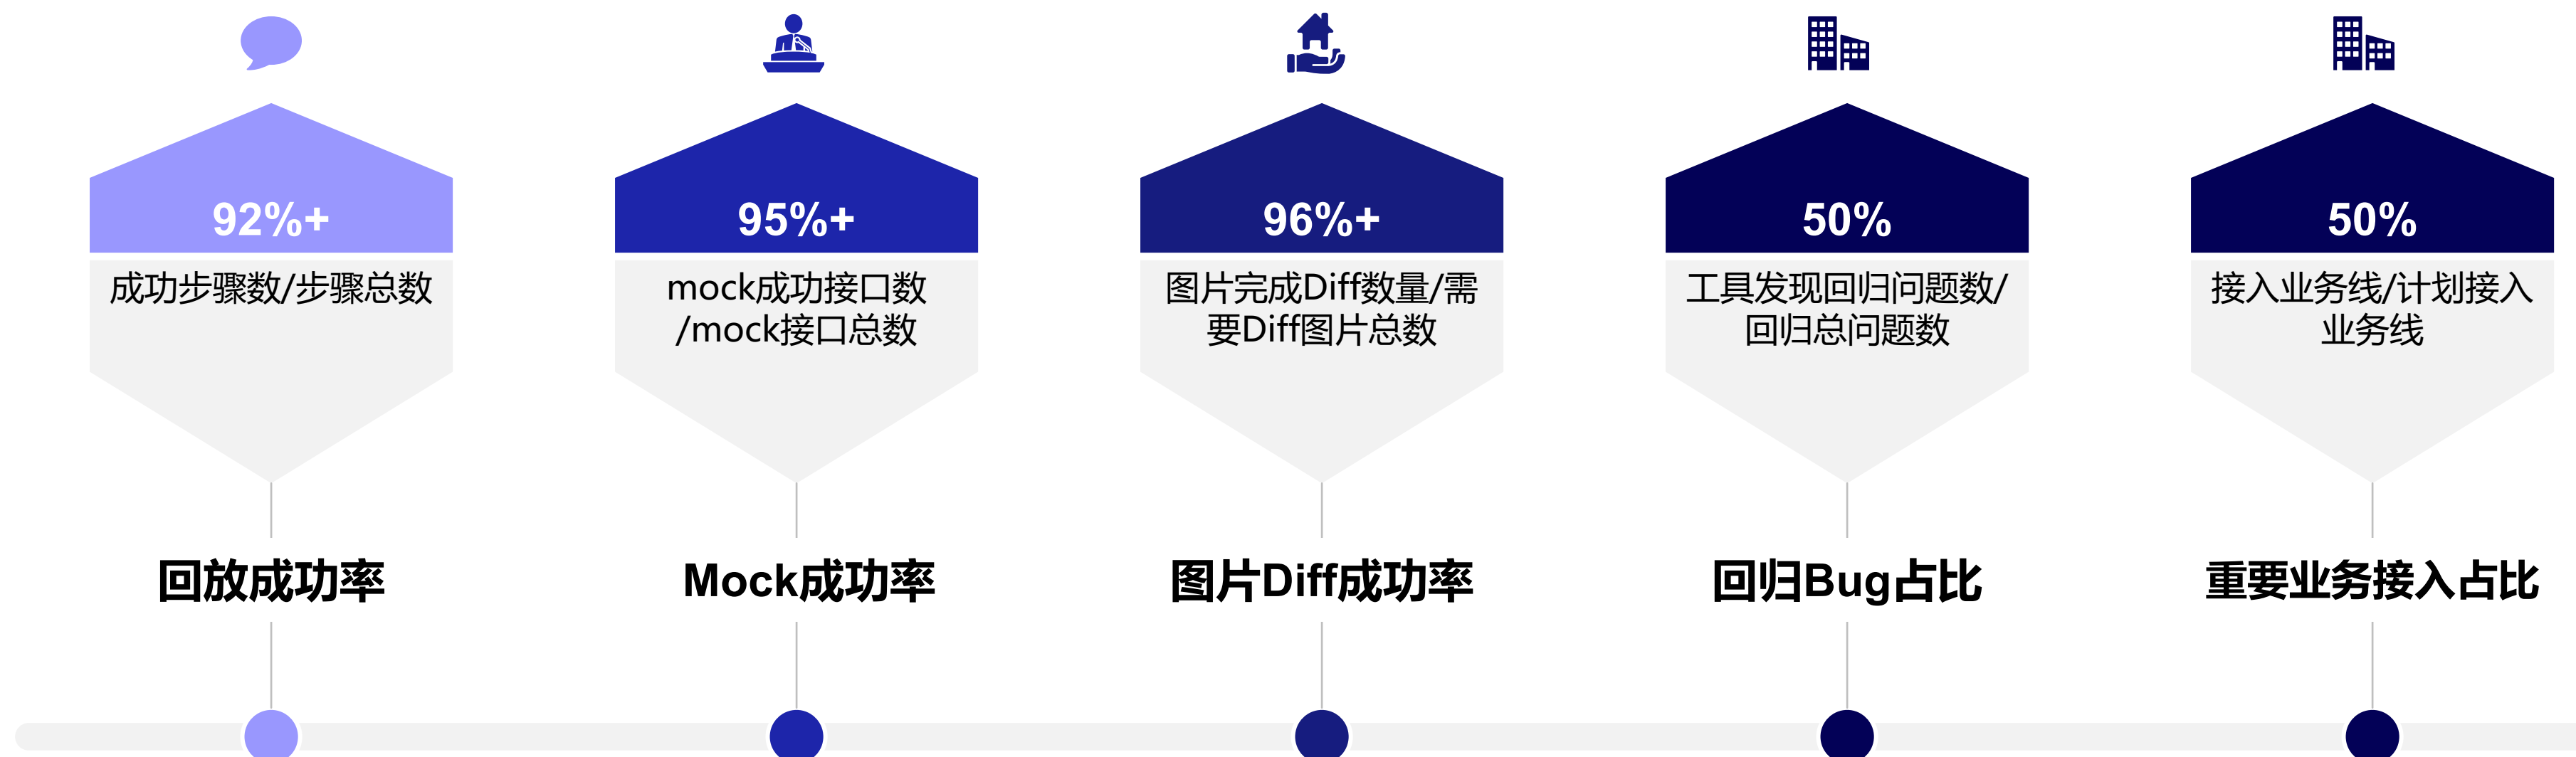 92%+
成功步骤数/步骤总数
回放成功率
95%+
mock成功接口数
/mock接口总数
Mock成功率
96%+
图片完成Diff数量/需
要Diff图片总数
图片Diff成功率
50%
工具发现回归问题数/
回归总问题数
回归Bug占比
50%
接入业务线/计划接入
业务线
重要业务接入占比